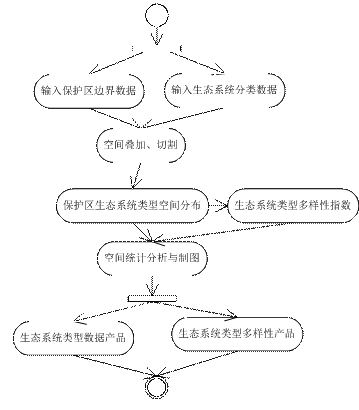 输入保护区边界数据
输入生态系统分类数据
空间叠加、切割
保护区生态系统类型空间分布
生态系统类型多样性指数
空间统计分析与制图
生态系统类型数据产品
生态系统类型多样性产品